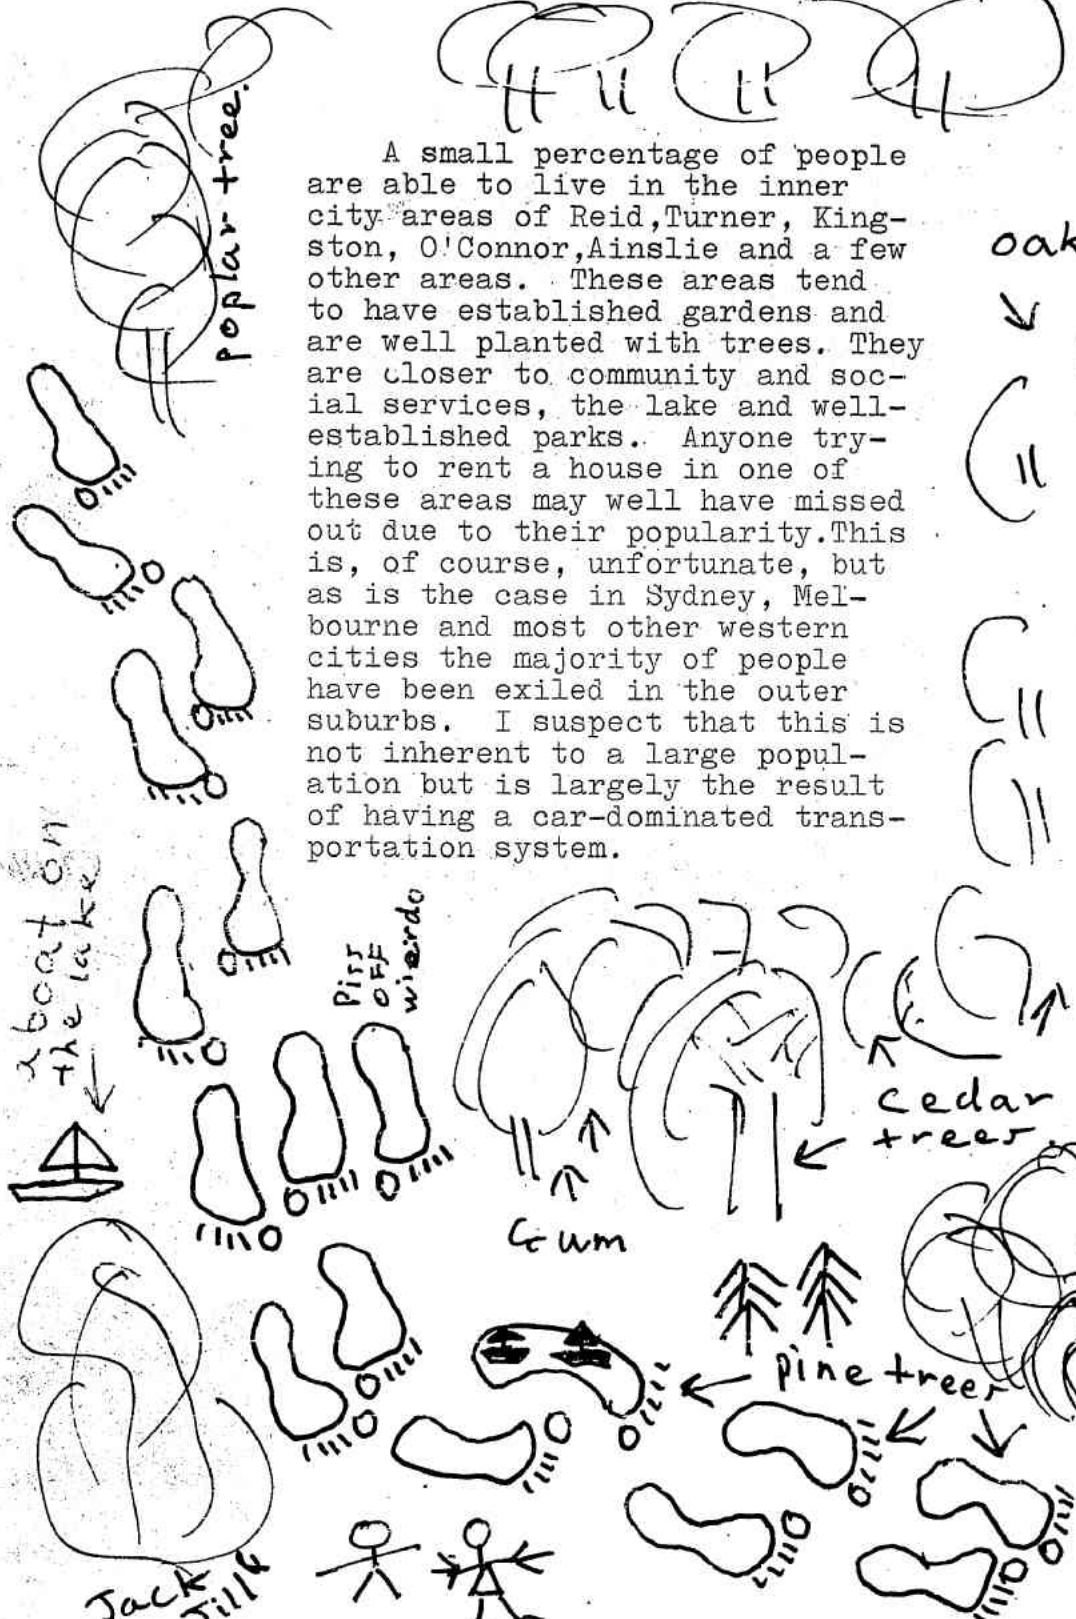 poplar tree.
A small percentage of people
are able to live in the inner
city areas of Reid,Turner, King-
ston, O'Connor,Ainslie and a few
other areas. These areas tend
to have established gardens and
are well planted with trees. They
are closer to community and soc-
ial services, the lake and well-
established parks. Anyone try-
ing to rent a house in one of
these areas may well have missed
out due to their popularity.This
is, of course, unfortunate, but
as is the case in Sydney, Mel-
bourne and most other western
cities the majority of people
have been exiled in the outer
suburbs. I suspect that this is
not inherent to a large popul-
ation but is largely the result
of having a car-dominated trans-
portation system.
oak
a boat on
the lake
Piss
OFF
wierdo
cedar
trees.
Gum
pine trees
Jack
Jill